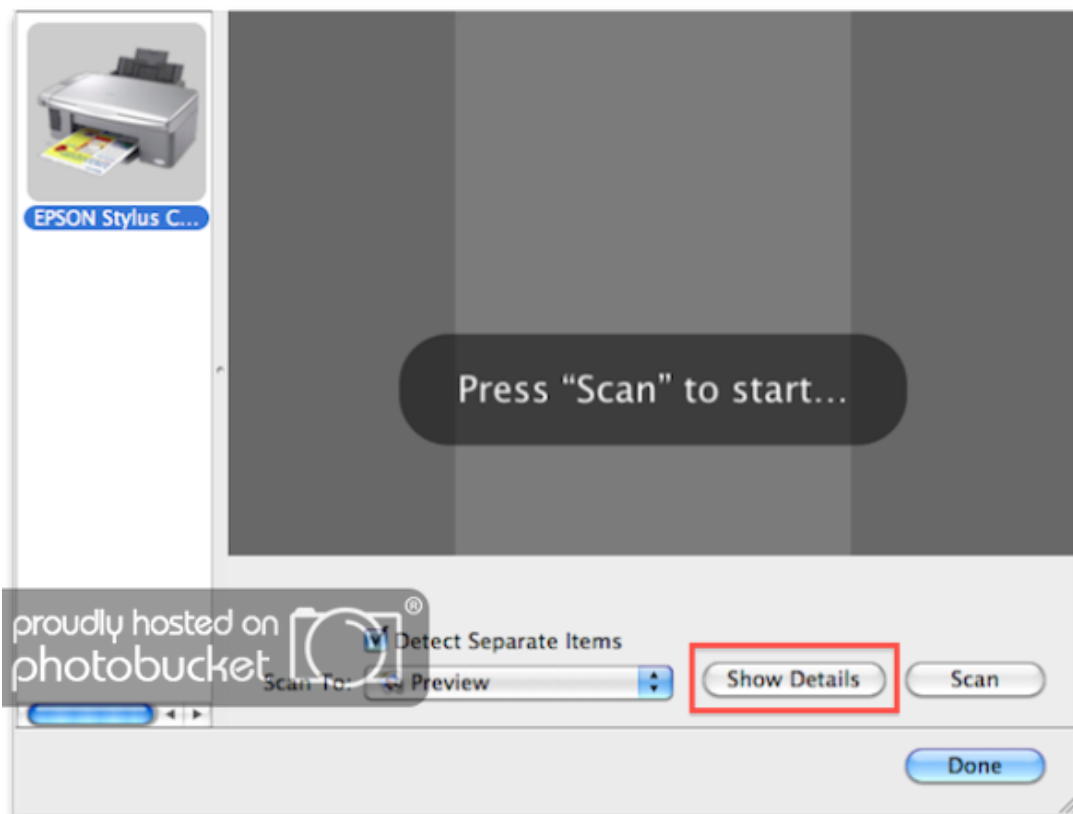 EPSON Stylus C...
Press “Scan” to start...
proudly hosted on
photobucket®
Detect Separate Items
Scan To: Preview
Show Details
Scan
Done